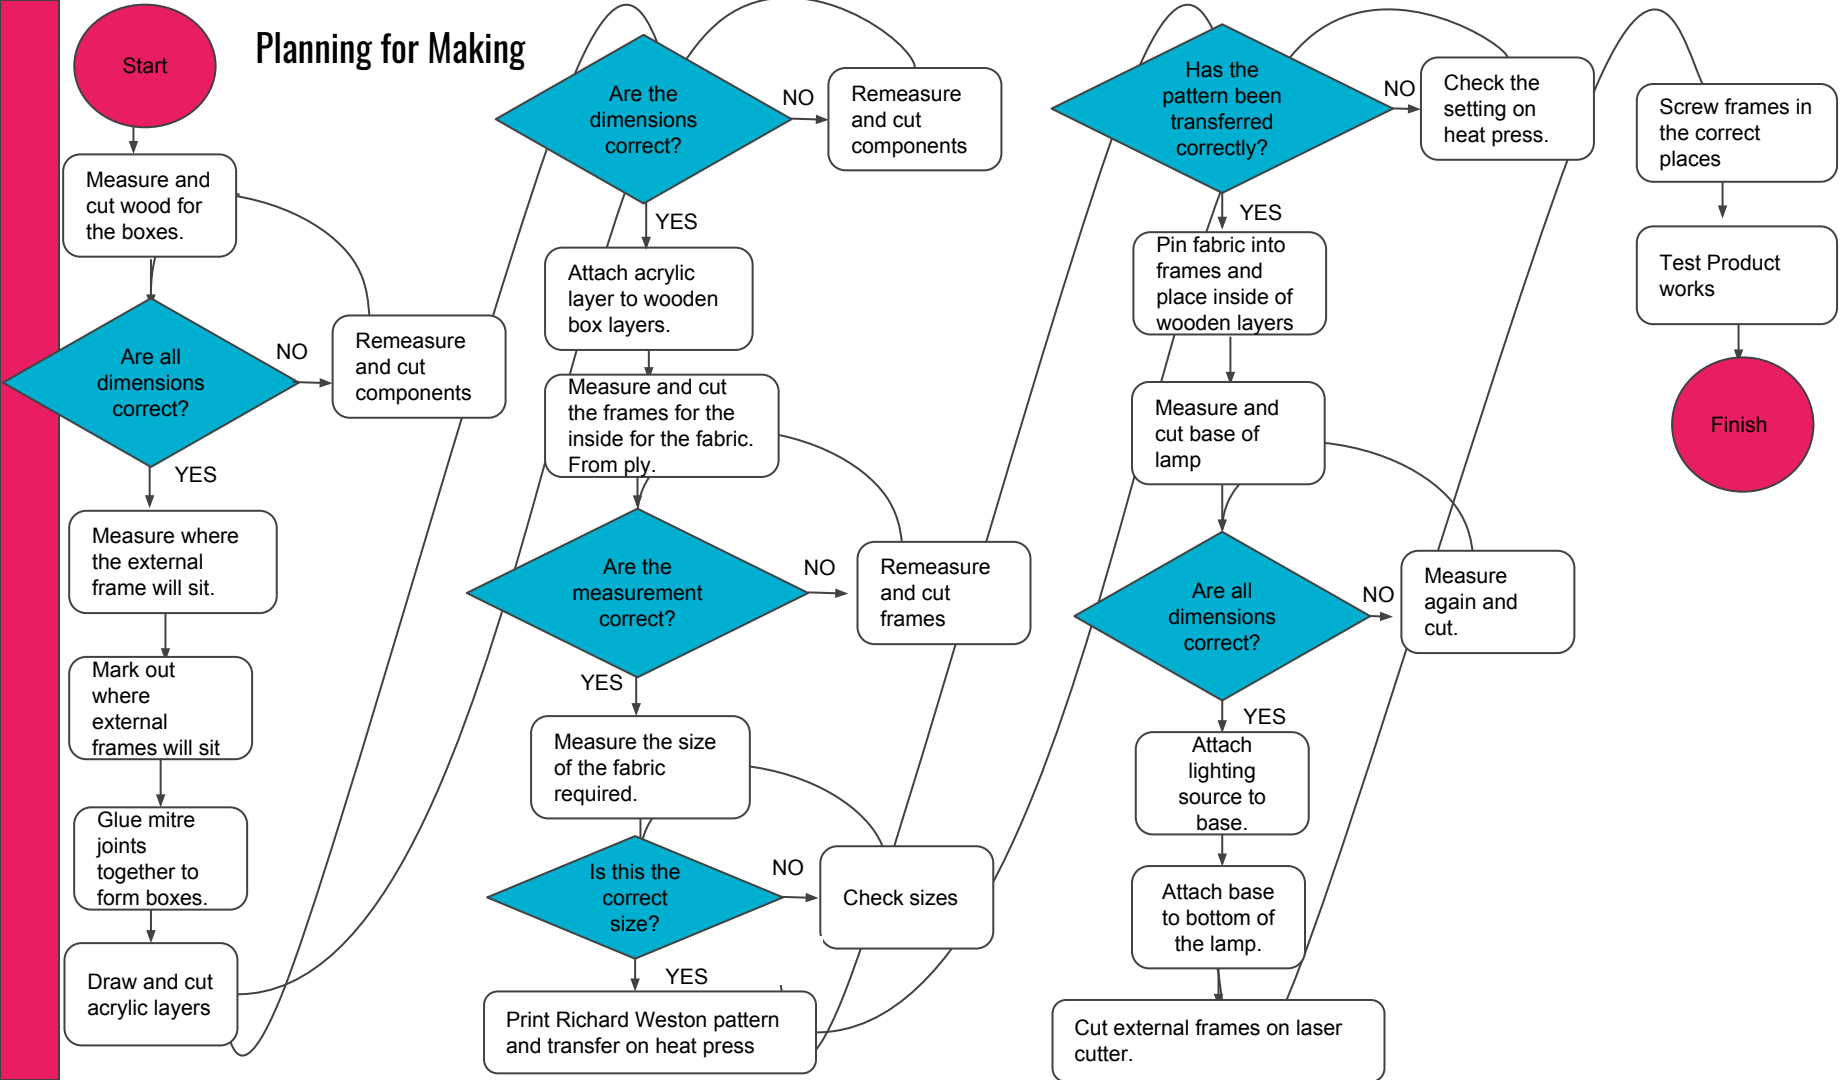 Planning for Making
Start
Measure and
cut wood for
the boxes.
Are all
dimensions
correct?
NO
Remeasure
and cut
components
YES
Measure where
the external
frame will sit.
Mark out
where
external
frames will sit
Glue mitre
joints
together to
form boxes.
Draw and cut
acrylic layers
Are the
dimensions
correct?
NO
Remeasure
and cut
components
YES
Attach acrylic
layer to wooden
box layers.
Measure and cut
the frames for the
inside for the fabric.
From ply.
Are the
measurement
correct?
NO
Remeasure
and cut
frames
YES
Measure the size
of the fabric
required.
Is this the
correct
size?
NO
Check sizes
YES
Print Richard Weston pattern
and transfer on heat press
Has the
pattern been
transferred
correctly?
NO
Check the
setting on
heat press.
YES
Pin fabric into
frames and
place inside of
wooden layers
Measure and
cut base of
lamp
Are all
dimensions
correct?
NO
Measure
again and
cut.
YES
Attach
lighting
source to
base.
Attach base
to bottom of
the lamp.
Cut external frames on laser
cutter.
Screw frames in
the correct
places
Test Product
works
Finish